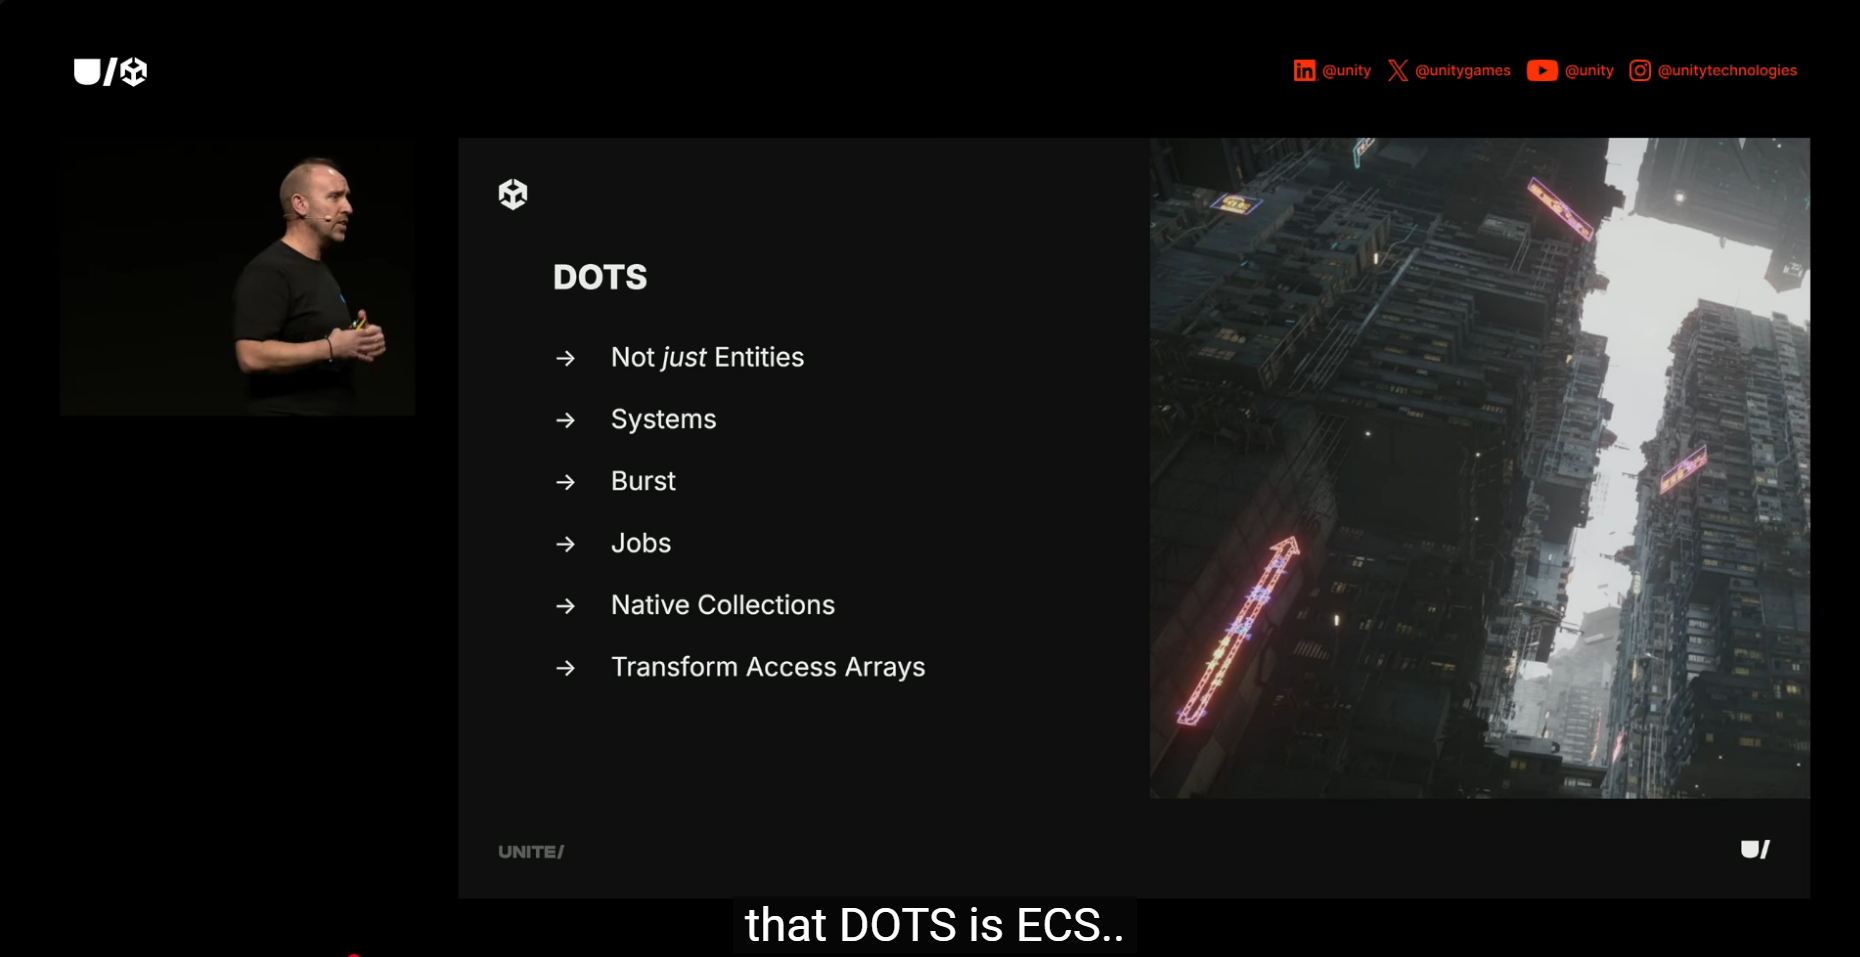 @unity
@unitygames
@unity
@unitytechnologies
DOTS
→ Not just Entities
→ Systems
→ Burst
→ Jobs
→ Native Collections
→ Transform Access Arrays
UNITE/
U/
that DOTS is ECS..